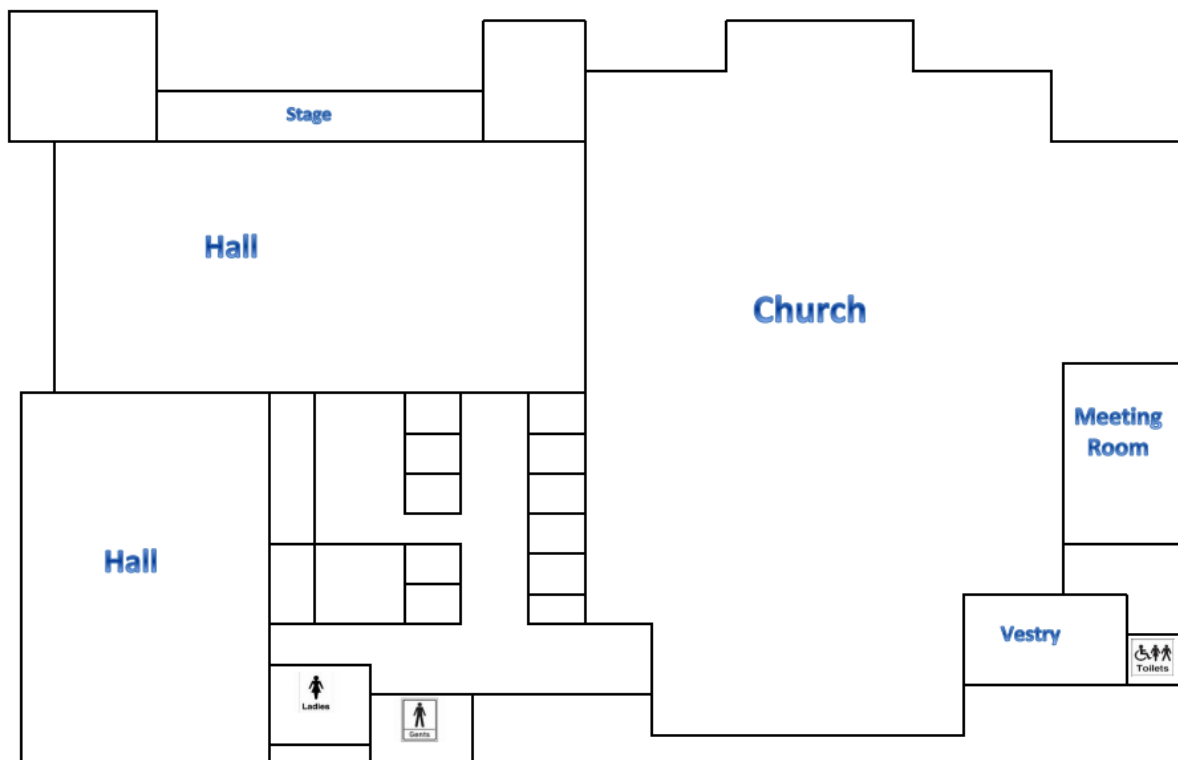 Stage
Hall
Church
Meeting
Room
Hall
Vestry
Toilets
Ladies
Gents